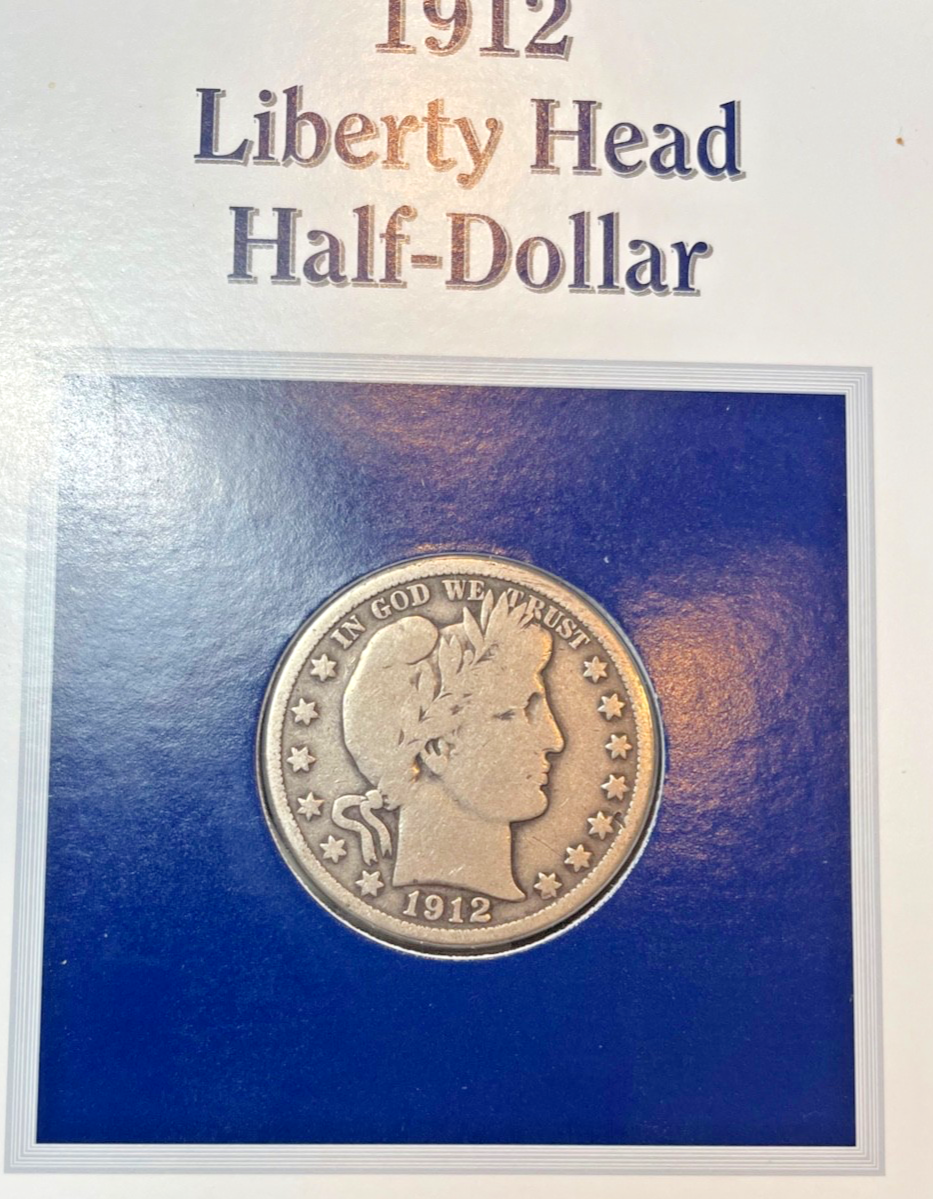 1912
Liberty Head
Half-Dollar
IN GOD WE TRUST
1912